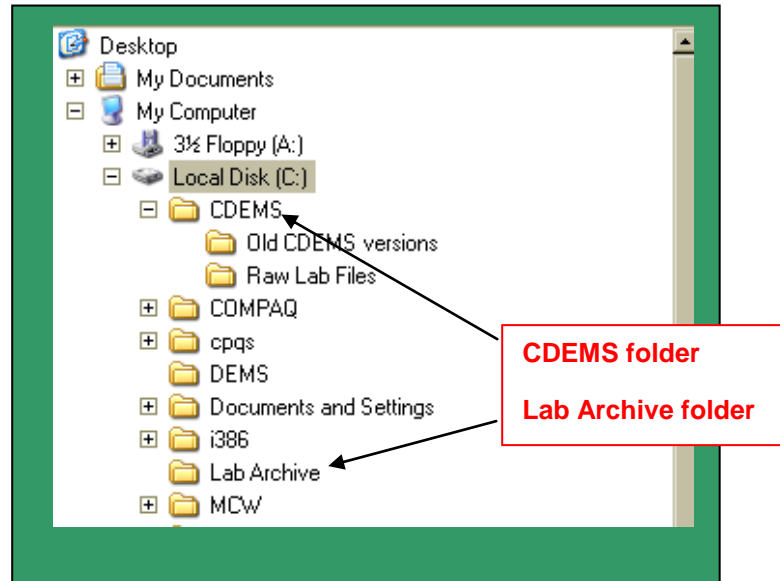 Desktop
My Documents
My Computer
3½ Floppy (A:)
Local Disk (C:)
CDEMS
Old CDEMS versions
Raw Lab Files
COMPAQ
cpqs
DEMS
Documents and Settings
i386
Lab Archive
MCW
CDEMS folder
Lab Archive folder